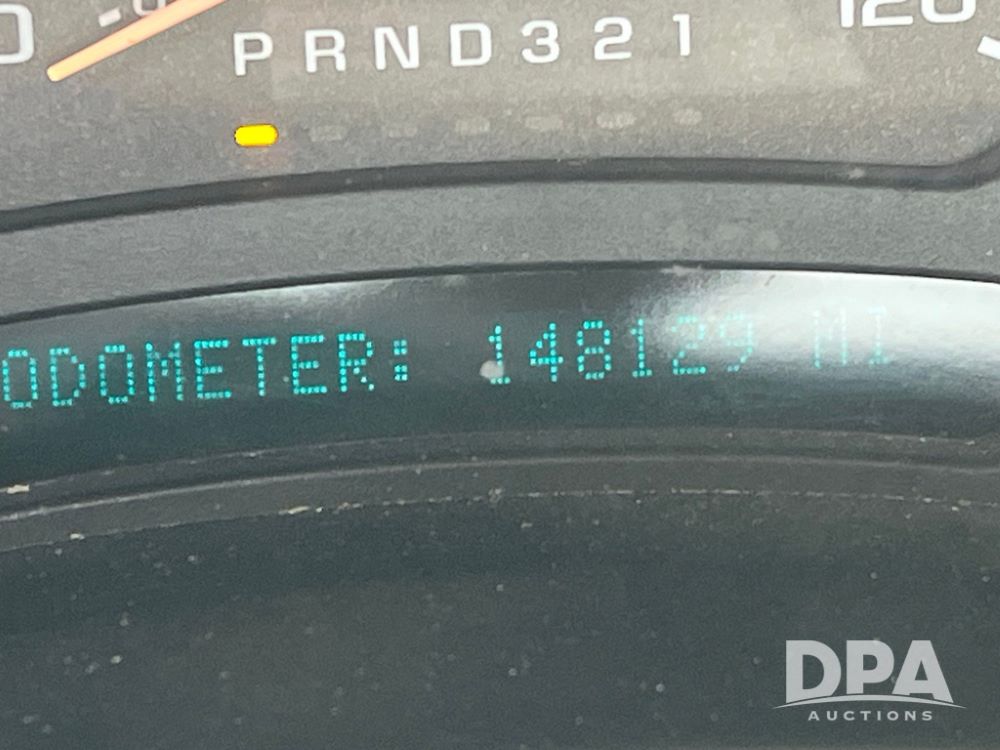 120
PRND321
ODOMETER: 148129 MI
DPA
AUCTIONS